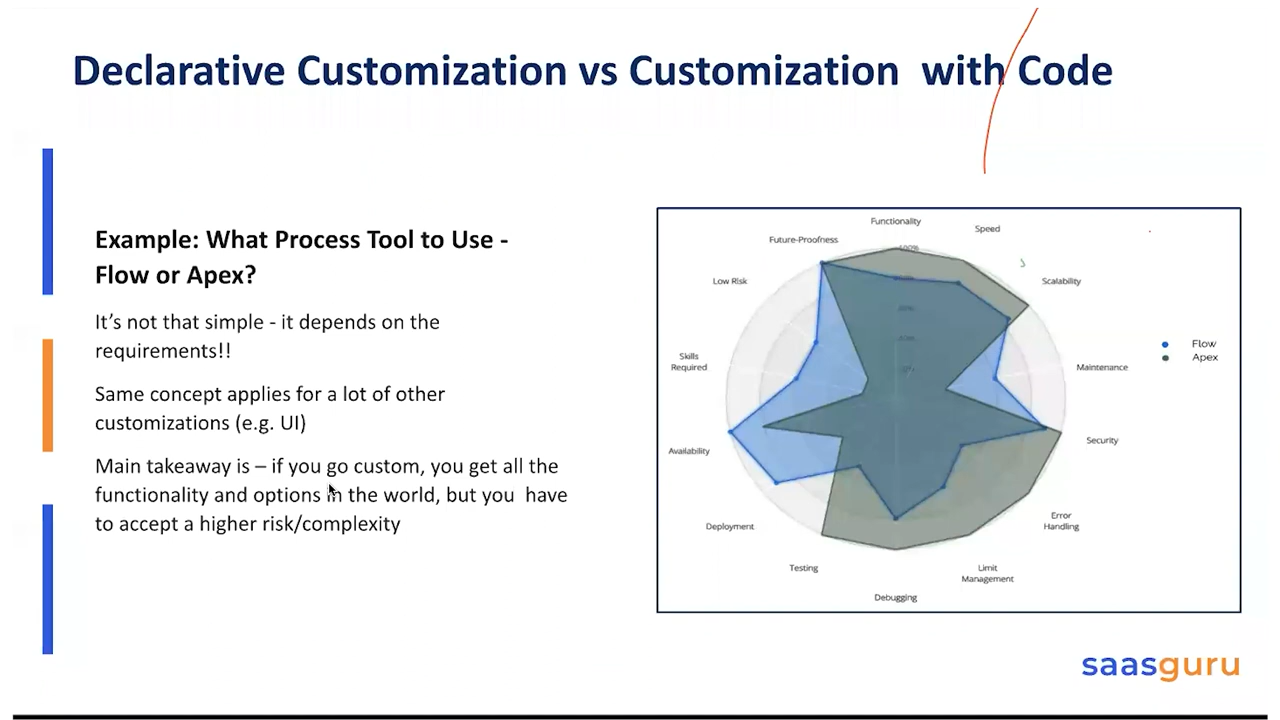 Declarative Customization vs Customization with Code
Example: What Process Tool to Use -
Flow or Apex?
It's not that simple - it depends on the
requirements!!
Same concept applies for a lot of other
customizations (e.g. UI)
Main takeaway is – if you go custom, you get all the
functionality and options in the world, but you have
to accept a higher risk/complexity
Functionality
Speed
Future-Proofness
100%
Low Risk
Scalability
Skills
Required
Maintenance
Availability
Security
Deployment
Error
Handling
Testing
Limit
Management
Debugging
Flow
Apex
saasguru